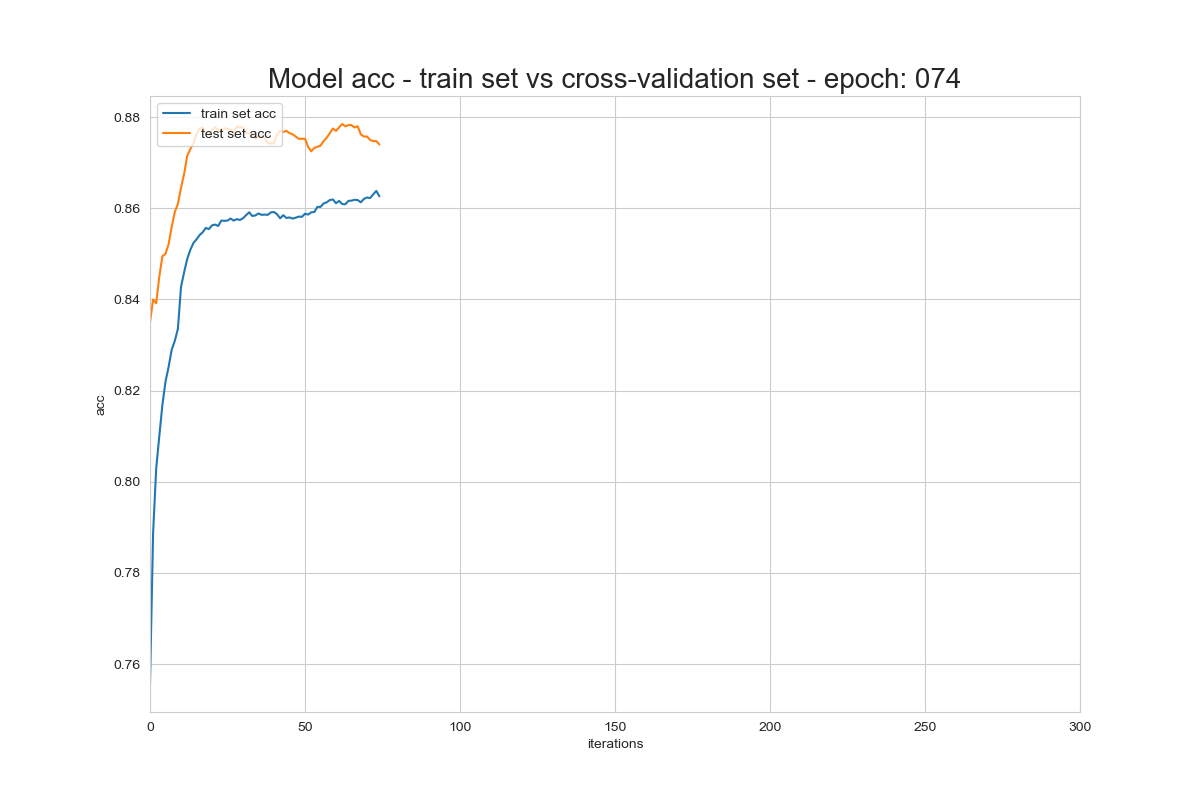 Model acc - train set vs cross-validation set - epoch: 074
train set acc
test set acc
0.88
0.86
0.84
0.82
0.80
0.78
0.76
acc
0 50 100 150 200 250 300
iterations